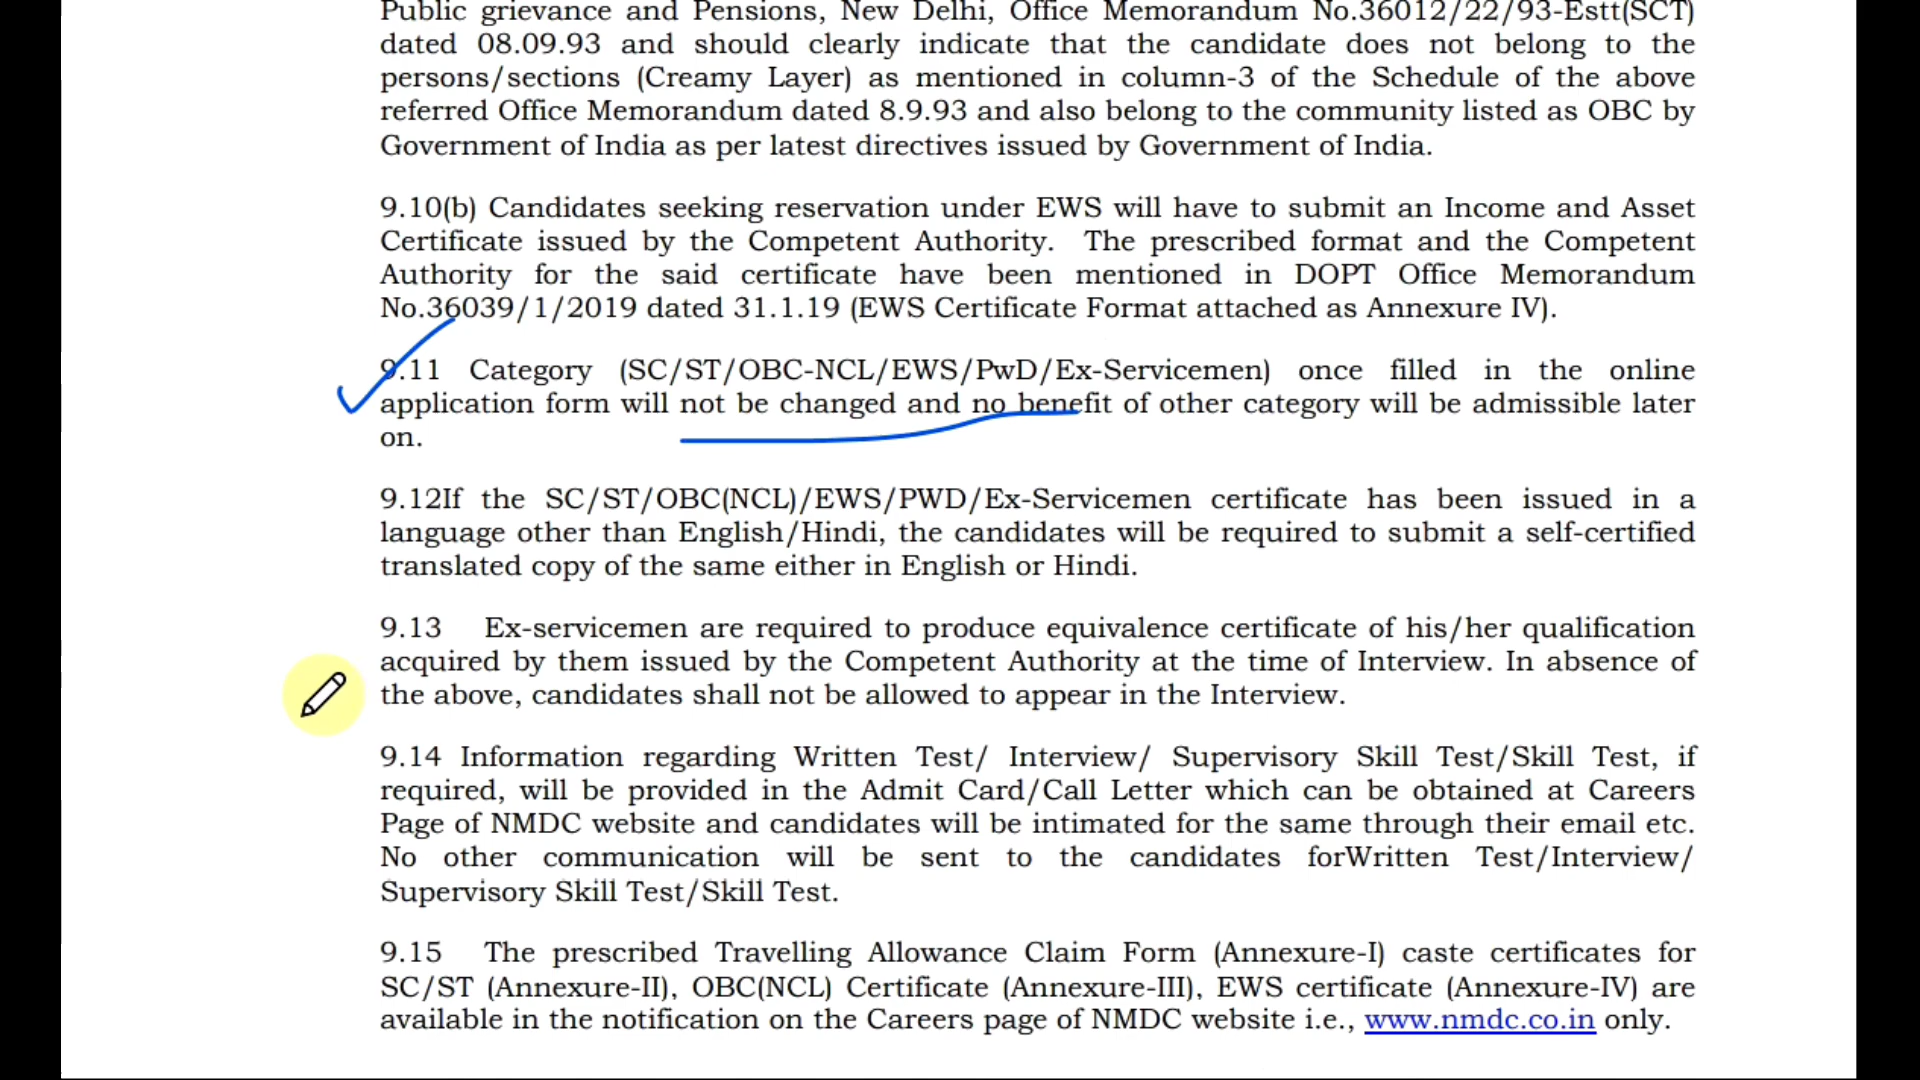 Public grievance and Pensions, New Delhi, Office Memorandum No.36012/22/93-Estt(SCT)
dated 08.09.93 and should clearly indicate that the candidate does not belong to the
persons/sections (Creamy Layer) as mentioned in column-3 of the Schedule of the above
referred Office Memorandum dated 8.9.93 and also belong to the community listed as OBC by
Government of India as per latest directives issued by Government of India.
9.10(b) Candidates seeking reservation under EWS will have to submit an Income and Asset
Certificate issued by the Competent Authority. The prescribed format and the Competent
Authority for the said certificate have been mentioned in DOPT Office Memorandum
No.36039/1/2019 dated 31.1.19 (EWS Certificate Format attached as Annexure IV).
9.11 Category (SC/ST/OBC-NCL/EWS/PwD/Ex-Servicemen) once filled in the online
application form will not be changed and no benefit of other category will be admissible later
on.
9.12If the SC/ST/OBC(NCL)/EWS/PWD/Ex-Servicemen certificate has been issued in a
language other than English/Hindi, the candidates will be required to submit a self-certified
translated copy of the same either in English or Hindi.
9.13 Ex-servicemen are required to produce equivalence certificate of his/her qualification
acquired by them issued by the Competent Authority at the time of Interview. In absence of
the above, candidates shall not be allowed to appear in the Interview.
9.14 Information regarding Written Test/ Interview/ Supervisory Skill Test/Skill Test, if
required, will be provided in the Admit Card/Call Letter which can be obtained at Careers
Page of NMDC website and candidates will be intimated for the same through their email etc.
No other communication will be sent to the candidates forWritten Test/Interview/
Supervisory Skill Test/Skill Test.
9.15 The prescribed Travelling Allowance Claim Form (Annexure-I) caste certificates for
SC/ST (Annexure-II), OBC(NCL) Certificate (Annexure-III), EWS certificate (Annexure-IV) are
available in the notification on the Careers page of NMDC website i.e., www.nmdc.co.in only.